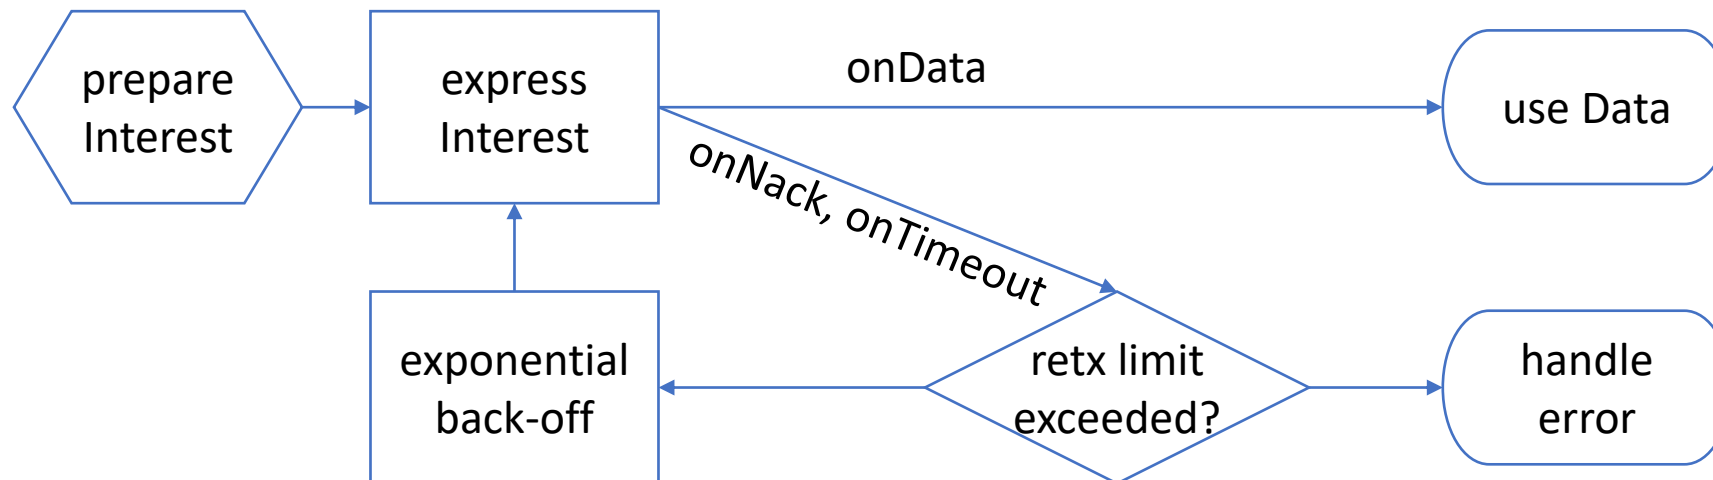 prepare
Interest
express
Interest
onData
use Data
onNack, onTimeout
exponential
back-off
retx limit
exceeded?
handle
error